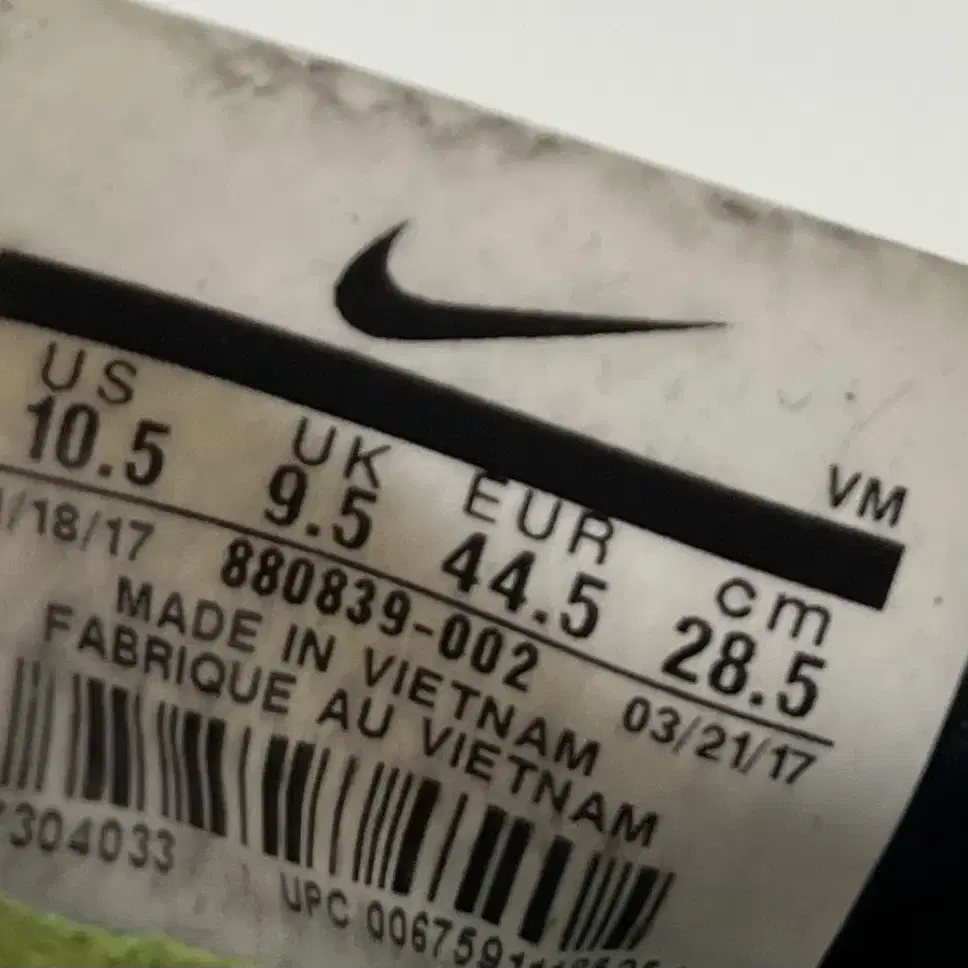 VM
US UK EUR cm
10.5 9.5 44.5 28.5
/18/17 880839-002 03/21/17
MADE IN VIETNAM
FABRIQUE AU VIETNAM
304033
UPC 0067591